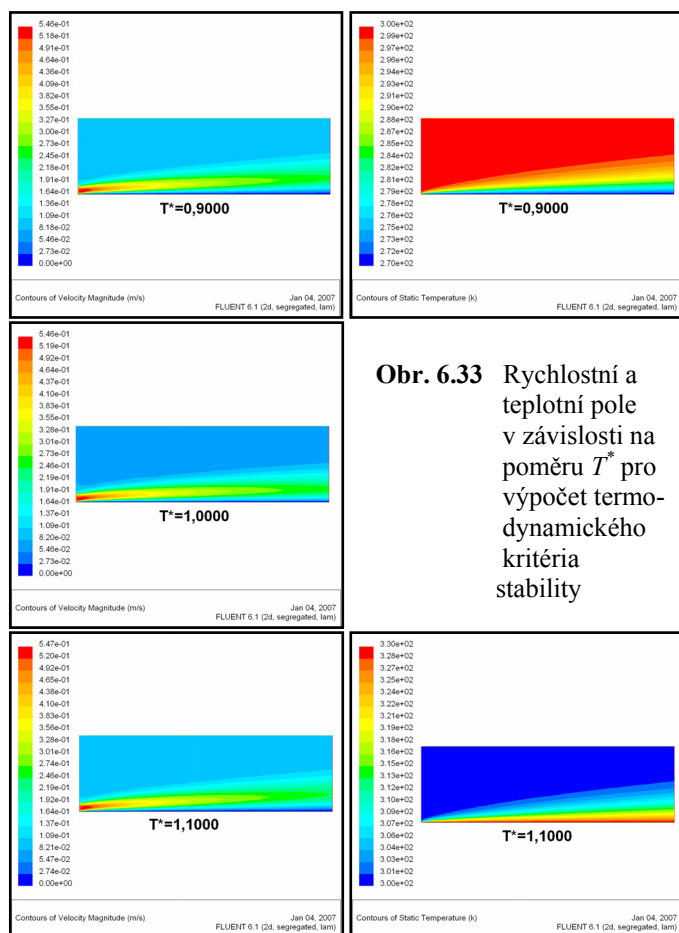 5.46e-01
5.18e-01
4.91e-01
4.64e-01
4.36e-01
4.09e-01
3.82e-01
3.55e-01
3.27e-01
3.00e-01
2.73e-01
2.45e-01
2.18e-01
1.91e-01
1.64e-01
1.36e-01
1.09e-01
8.18e-02
5.46e-02
2.73e-02
0.00e+00
T*=0,9000
Contours of Velocity Magnitude (m/s)
Jan 04, 2007
FLUENT 6.1 (2d, segregated, lam)
3.00e+02
2.99e+02
2.97e+02
2.96e+02
2.94e+02
2.93e+02
2.91e+02
2.90e+02
2.88e+02
2.87e+02
2.85e+02
2.84e+02
2.82e+02
2.81e+02
2.79e+02
2.78e+02
2.76e+02
2.75e+02
2.73e+02
2.72e+02
2.70e+02
T*=0,9000
Contours of Static Temperature (k)
Jan 04, 2007
FLUENT 6.1 (2d, segregated, lam)
5.46e-01
5.19e-01
4.92e-01
4.64e-01
4.37e-01
4.10e-01
3.83e-01
3.55e-01
3.28e-01
3.01e-01
2.73e-01
2.46e-01
2.19e-01
1.91e-01
1.64e-01
1.37e-01
1.09e-01
8.20e-02
5.46e-02
2.73e-02
0.00e+00
T*=1,0000
Contours of Velocity Magnitude (m/s)
Jan 04, 2007
FLUENT 6.1 (2d, segregated, lam)
Obr. 6.33 Rychlostní a
teplotní pole
v závislosti na
poměru T* pro
výpočet termo-
dynamického
kritéria
stability
5.47e-01
5.20e-01
4.92e-01
4.65e-01
4.38e-01
4.10e-01
3.83e-01
3.56e-01
3.28e-01
3.01e-01
2.74e-01
2.46e-01
2.19e-01
1.92e-01
1.64e-01
1.37e-01
1.09e-01
8.21e-02
5.47e-02
2.74e-02
0.00e+00
T*=1,1000
Contours of Velocity Magnitude (m/s)
Jan 04, 2007
FLUENT 6.1 (2d, segregated, lam)
3.30e+02
3.28e+02
3.27e+02
3.25e+02
3.24e+02
3.22e+02
3.21e+02
3.19e+02
3.18e+02
3.16e+02
3.15e+02
3.13e+02
3.12e+02
3.10e+02
3.09e+02
3.07e+02
3.06e+02
3.04e+02
3.03e+02
3.01e+02
3.00e+02
T*=1,1000
Contours of Static Temperature (k)
Jan 04, 2007
FLUENT 6.1 (2d, segregated, lam)